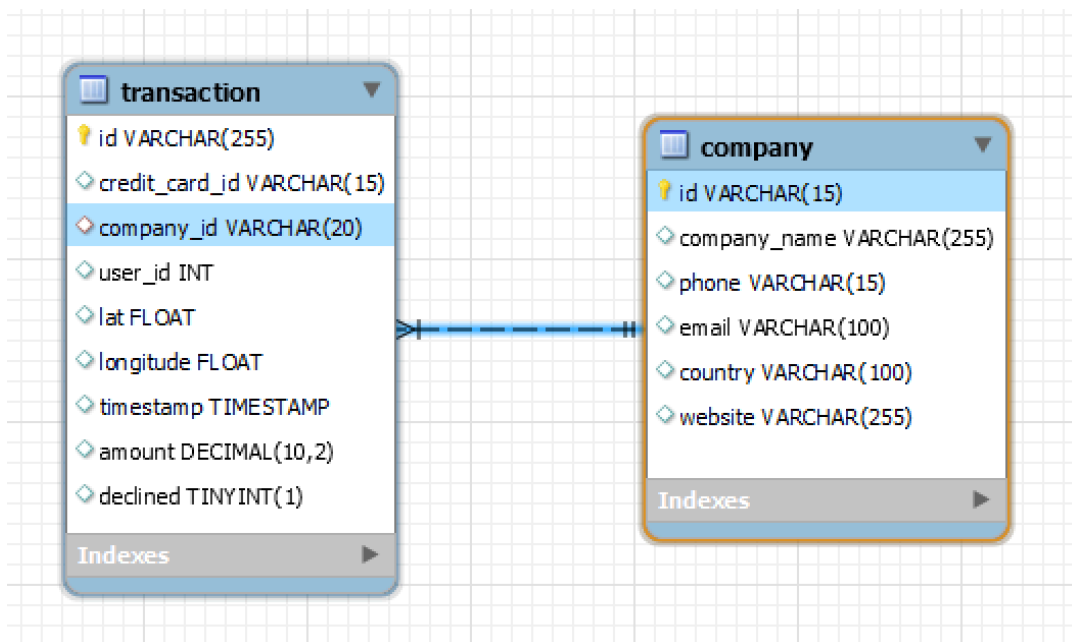 transaction
id VARCHAR(255)
credit_card_id VARCHAR(15)
company_id VARCHAR(20)
user_id INT
lat FLOAT
longitude FLOAT
timestamp TIMESTAMP
amount DECIMAL(10,2)
declined TINYINT(1)
Indexes
company
id VARCHAR(15)
company_name VARCHAR(255)
phone VARCHAR(15)
email VARCHAR(100)
country VARCHAR(100)
website VARCHAR(255)
Indexes